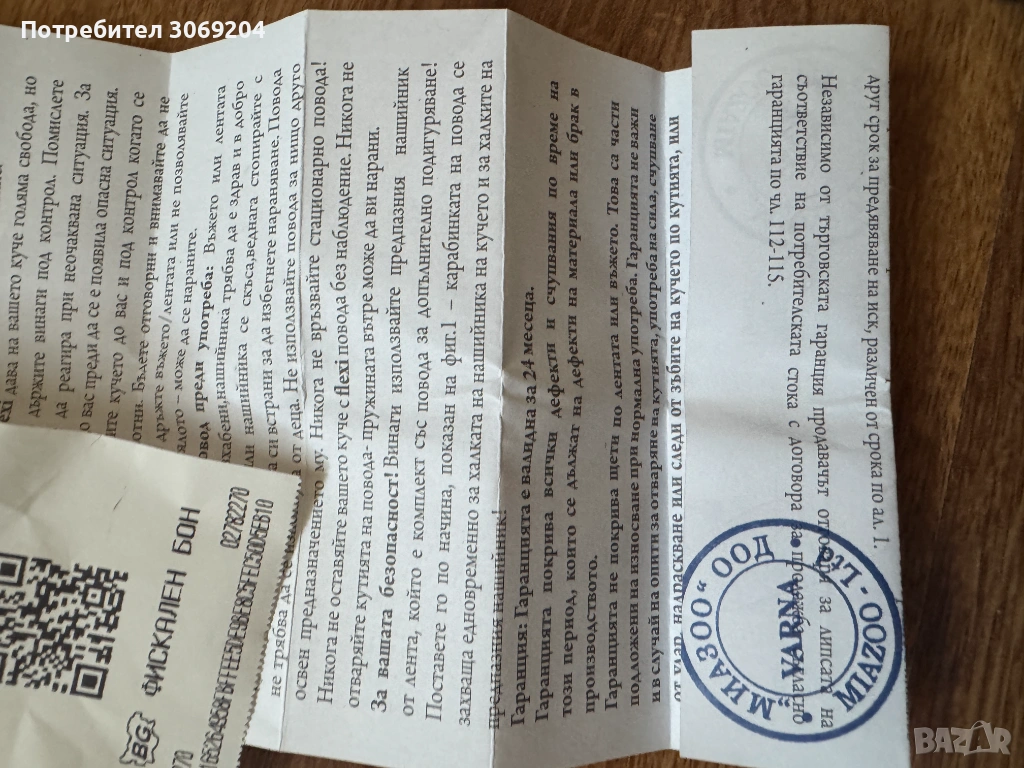 Потребител 3069204
flexi дава на вашето куче голяма свобода, но
държите винаги под контрол. Помислете
да реагира при неочаквана ситуация. За
вас преди да се е появила опасна ситуация.
кучето до вас и под контрол когато се
Бъдете отговорни и внимавайте да не
дръжте въжето/лентата или не позволявайте
може да се нараните.
повод преди употреба: Въжето или лентата
нашийника трябва да е здрав и в добро
нашийника се скъса, веднага стопирайте с
встрани за да избегнете нараняване. Повода
не трябва да се от деца. Не използвайте повода за нищо друго
освен предназначението му. Никога не връзвайте стационарно повода!
Никога не оставяйте вашето куче с flexi повода без наблюдение. Никога не
отваряйте кутията на повода- пружината вътре може да ви нарани.
За вашата безопасност! Винаги използвайте предпазния нашийник
от лента, който е комплект със повода за допълнително подигуряване!
Поставете го по начина, показан на фиг.1 – карабинката на повода се
захваща едновременно за халката на нашийника на кучето и за халките на
предпазния нашийник!
Гаранция: Гаранцията е валидна за 24 месеца.
Гаранцията покрива всички дефекти и счупвания по време на
този период, които се дължат на дефекти на материала или брак в
производството.
Гаранцията не покрива щети по лентата или въжето. Това са части
подложени на износване при нормална употреба. Гаранцията не важи
и в случай на опити за отваряне на кутията, употреба на сила, счупване
от удар, надраскване или следи от зъбите на кучето по кутията, или
друг срок за предявяване на иск, различен от срока по ал. 1.
Независимо от търговската гаранция продавачът отговаря за липсата на
съответствие на потребителската стока с договора за продажба съгласно
гаранцията по чл. 112-115.
"МИАЗОО" ООД
MIAZOO - Ltd.
VARNA
BG
ФИСКАЛЕН БОН
02782270
BAZAR